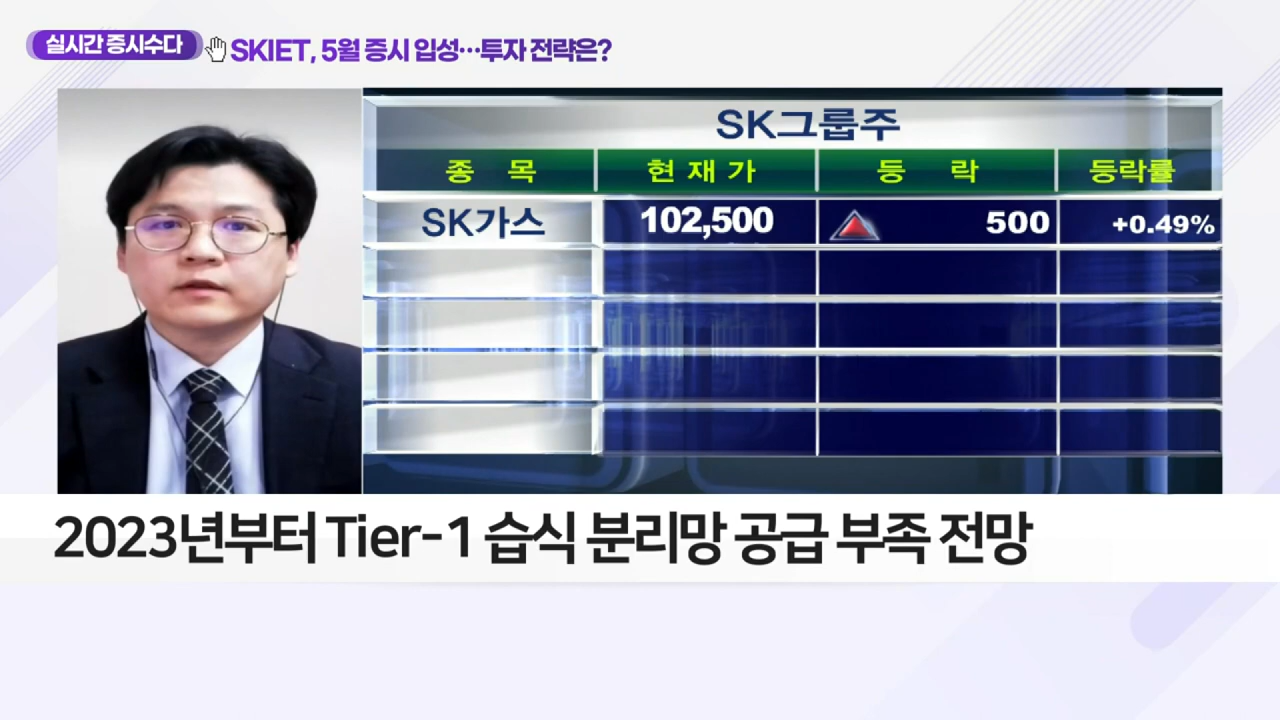 실시간 증시수다
SKIET, 5월 증시 입성…투자 전략은?
SK그룹주
종 목 현재가 등 락 등락률
SK가스 102,500 500 +0.49%
2023년부터 Tier-1 습식 분리망 공급 부족 전망